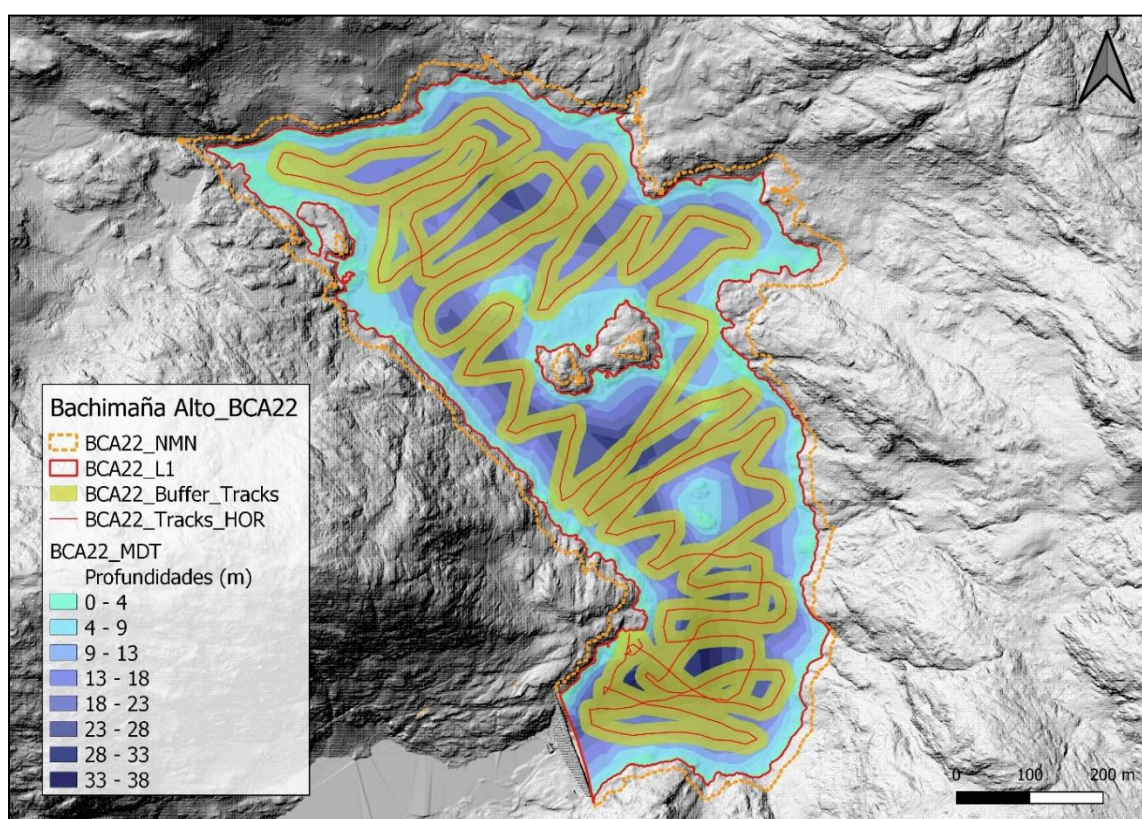 Bachimaña Alto_BCA22
BCA22_NMN
BCA22_L1
BCA22_Buffer_Tracks
BCA22_Tracks_HOR
BCA22_MDT
Profundidades (m)
0 - 4
4 - 9
9 - 13
13 - 18
18 - 23
23 - 28
28 - 33
33 - 38
0 100 200 m